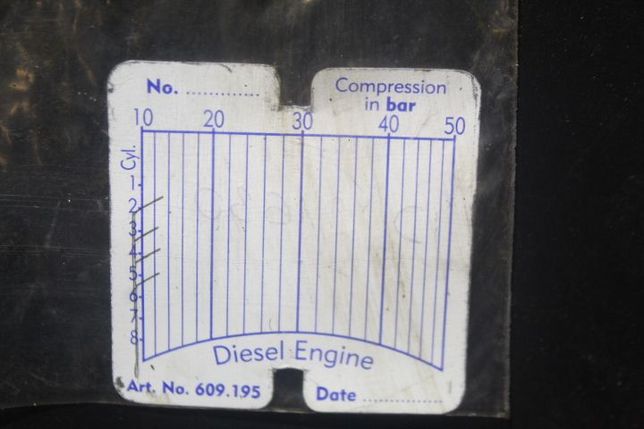 No. ..............
Compression
in bar
10 20 30 40 50
Cyl.
1
2
3
4
5
6
7
8
Diesel Engine
Art. No. 609.195
Date ..............